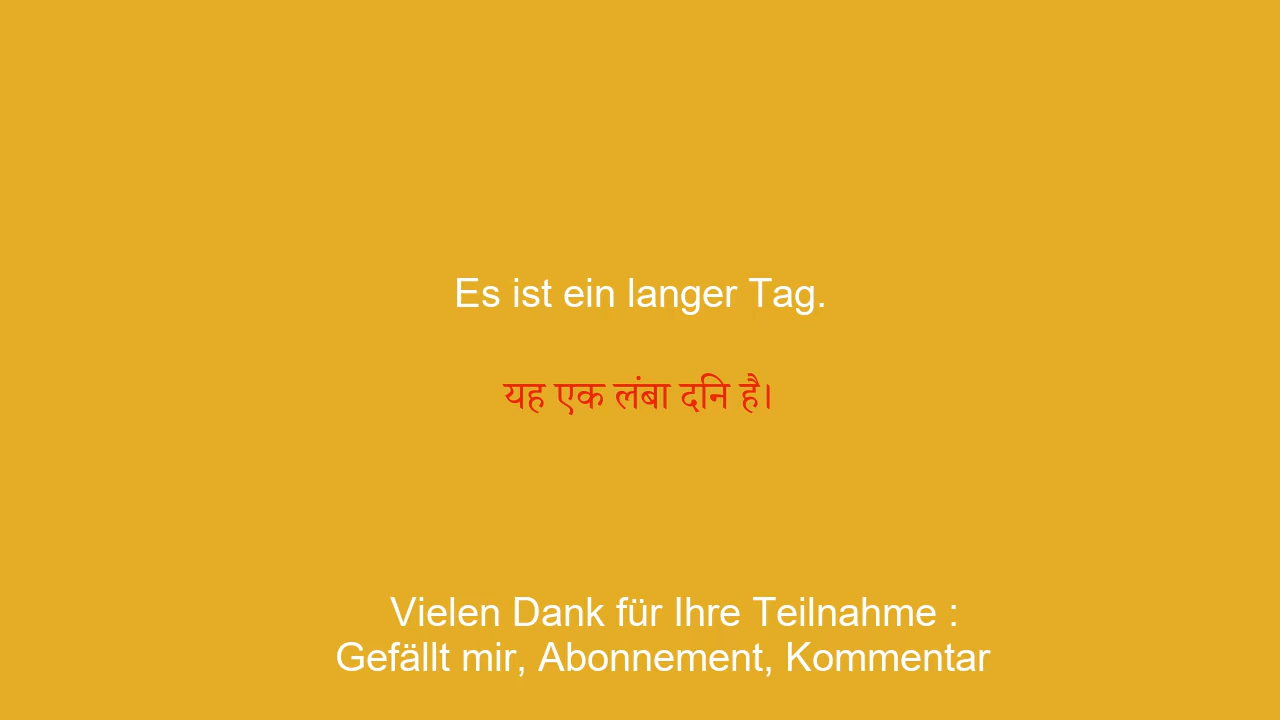 Es ist ein langer Tag.
यह एक लंबा दनि है।
Vielen Dank für Ihre Teilnahme :
Gefällt mir, Abonnement, Kommentar